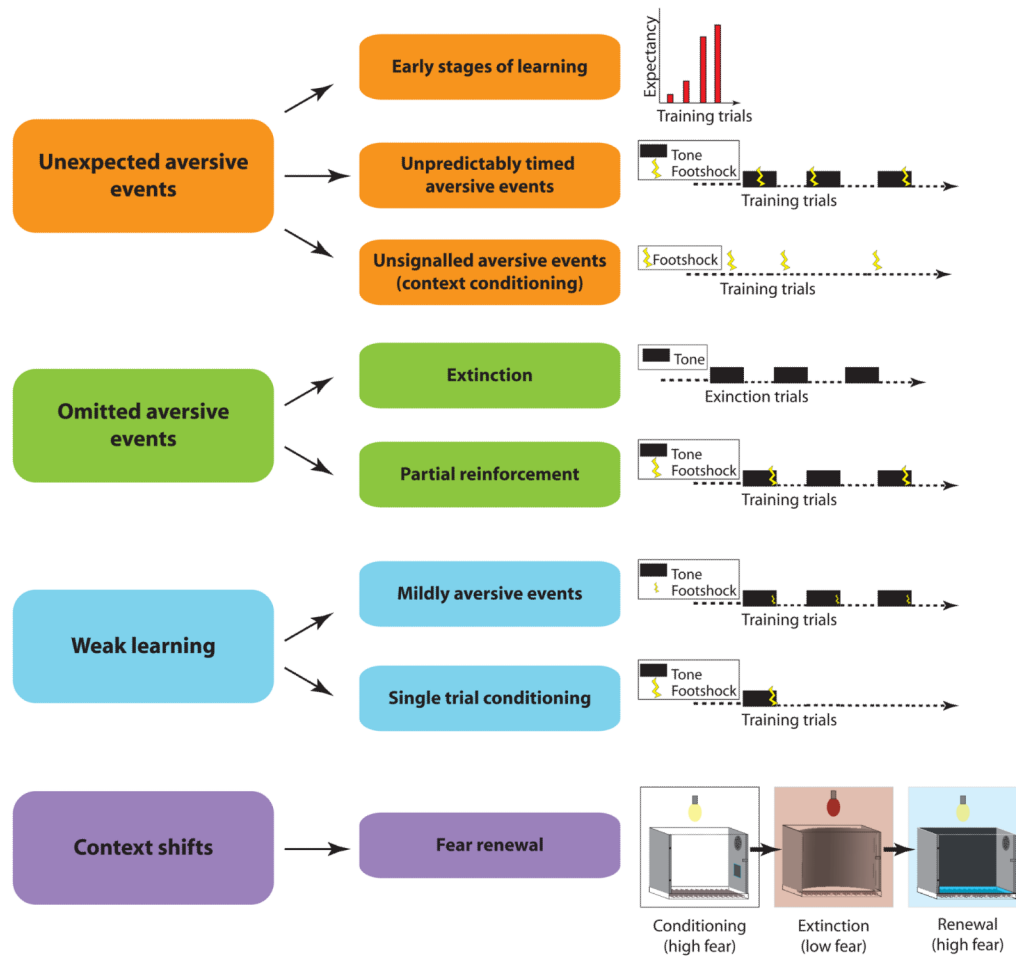 Unexpected aversive
events
Early stages of learning
Expectancy
Training trials
Unpredictably timed
aversive events
Tone
Footshock
Training trials
Unsignalled aversive events
(context conditioning)
Footshock
Training trials
Omitted aversive
events
Extinction
Tone
Exinction trials
Partial reinforcement
Tone
Footshock
Training trials
Weak learning
Mildly aversive events
Tone
Footshock
Training trials
Single trial conditioning
Tone
Footshock
Training trials
Context shifts
Fear renewal
Conditioning
(high fear)
Extinction
(low fear)
Renewal
(high fear)